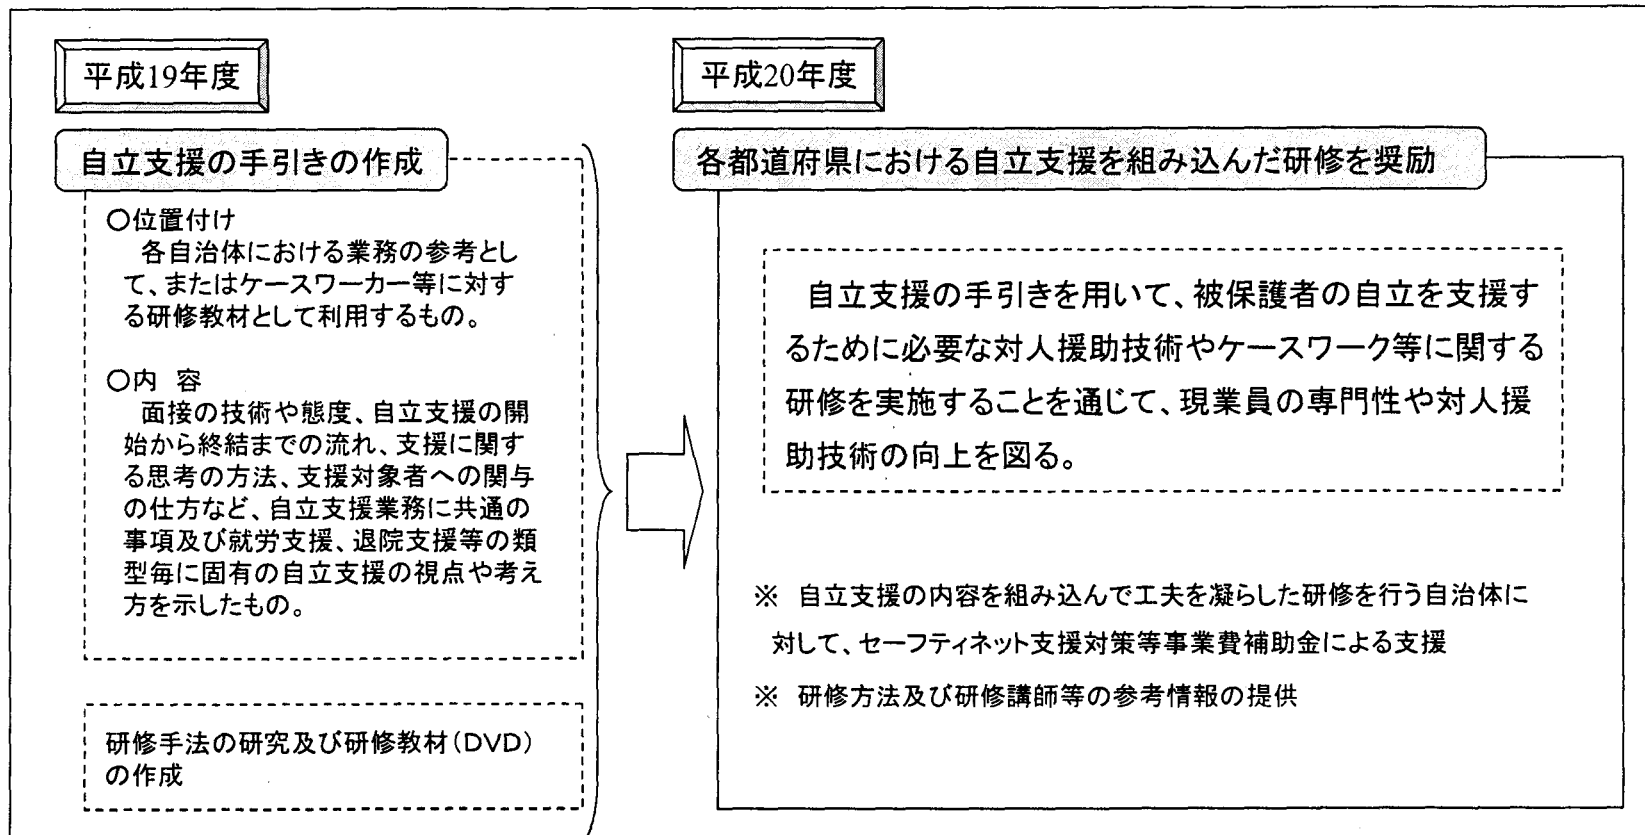 平成19年度
自立支援の手引きの作成
○位置付け
各自治体における業務の参考とし
て、またはケースワーカー等に対す
る研修教材として利用するもの。
○内 容
面接の技術や態度、自立支援の開
始から終結までの流れ、支援に関す
る思考の方法、支援対象者への関与
の仕方など、自立支援業務に共通の
事項及び就労支援、退院支援等の類
型毎に固有の自立支援の視点や考え
方を示したもの。
研修手法の研究及び研修教材(DVD)
の作成
平成20年度
各都道府県における自立支援を組み込んだ研修を奨励
自立支援の手引きを用いて、被保護者の自立を支援す
るために必要な対人援助技術やケースワーク等に関する
研修を実施することを通じて、現業員の専門性や対人援
助技術の向上を図る。
※ 自立支援の内容を組み込んで工夫を凝らした研修を行う自治体に
対して、セーフティネット支援対策等事業費補助金による支援
※ 研修方法及び研修講師等の参考情報の提供